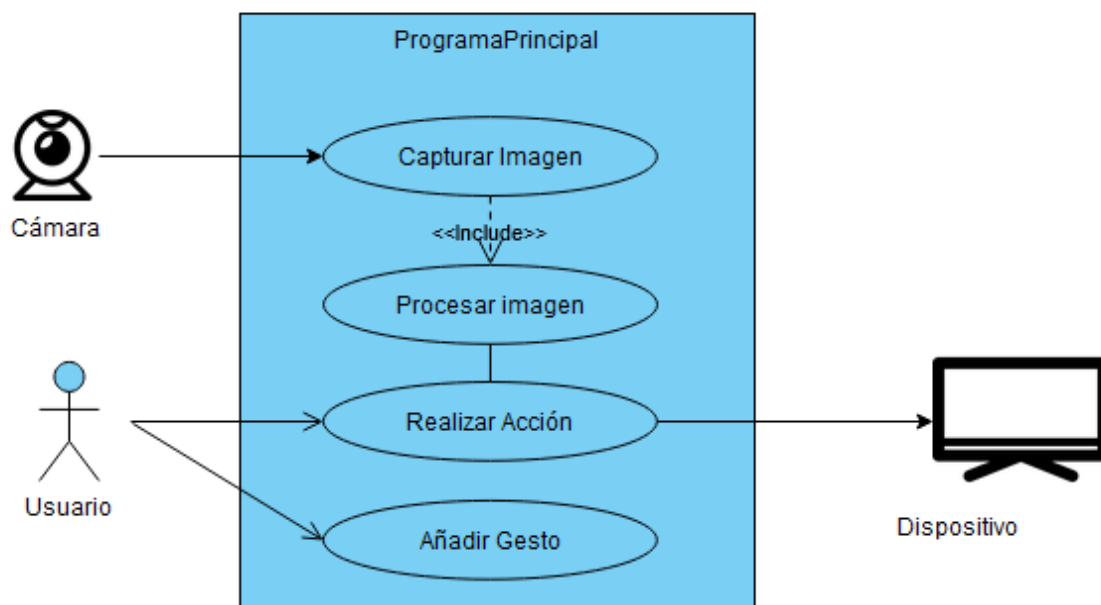 ProgramaPrincipal
Capturar Imagen
Cámara
<<Include>>
Procesar imagen
Realizar Acción
Usuario
Dispositivo
Añadir Gesto